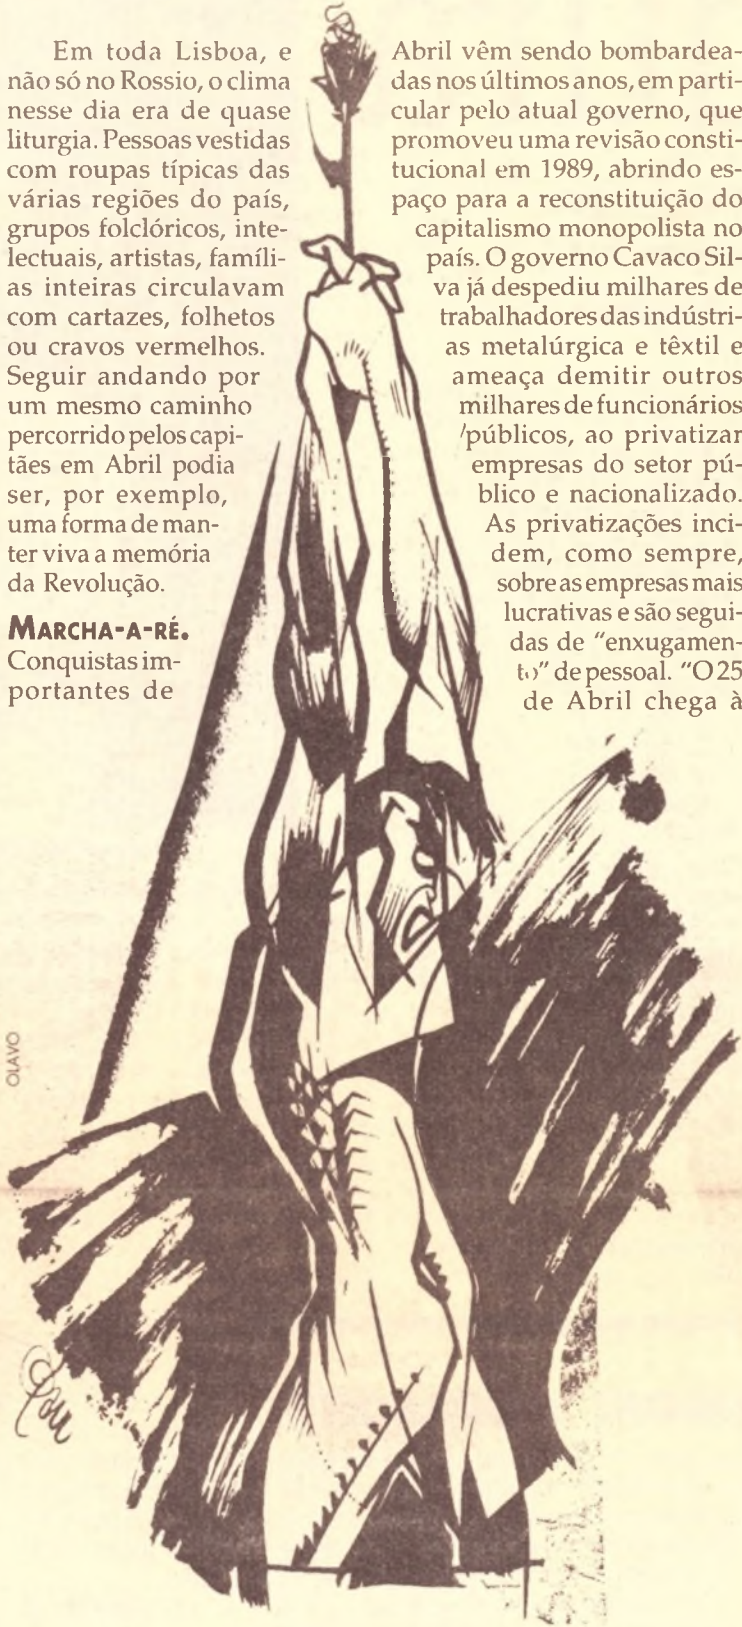 Em toda Lisboa, e
não só no Rossio, o clima
nesse dia era de quase
liturgia. Pessoas vestidas
com roupas típicas das
várias regiões do país,
grupos folclóricos, inte-
lectuais, artistas, famíli-
as inteiras circulavam
com cartazes, folhetos
ou cravos vermelhos.
Seguir andando por
um mesmo caminho
percorrido pelos capi-
tães em Abril podia
ser, por exemplo,
uma forma de man-
ter viva a memória
da Revolução.
MARCHA-A-RÉ.
Conquistas im-
portantes de
Abril vêm sendo bombardea-
das nos últimos anos, em parti-
cular pelo atual governo, que
promoveu uma revisão consti-
tucional em 1989, abrindo es-
paço para a reconstituição do
capitalismo monopolista no
país. O governo Cavaco Sil-
va já despediu milhares de
trabalhadores das indústri-
as metalúrgica e têxtil e
ameaça demitir outros
milhares de funcionários
públicos, ao privatizar
empresas do setor pú-
blico e nacionalizado.
As privatizações inci-
dem, como sempre,
sobre as empresas mais
lucrativas e são segui-
das de "enxugamen-
to" de pessoal. "O 25
de Abril chega à
OLAVO